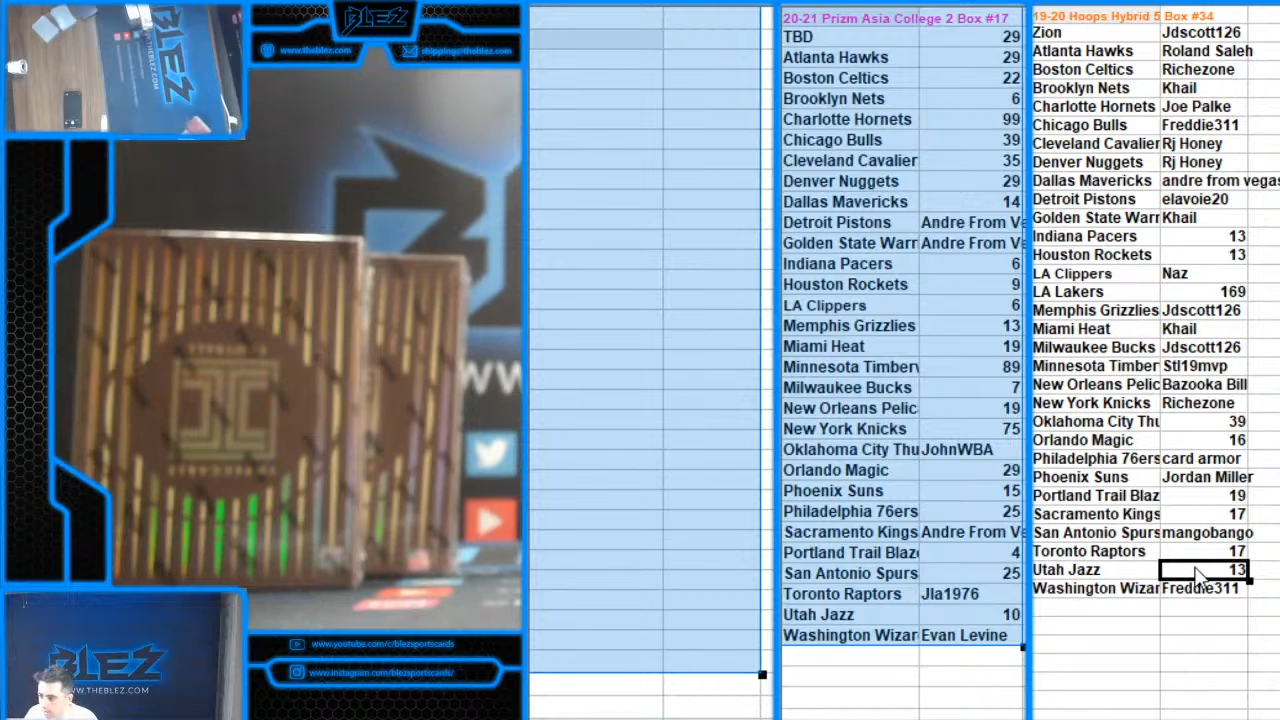 BLEZ
www.theblez.com
shipping@theblez.com
BLEZ
.COM
WW
BLEZ
WWW.THEBLEZ.COM
www.youtube.com/c/blezsportscards
www.instagram.com/blezsportscards/
20-21 Prizm Asia College 2 Box #17
TBD 29
Atlanta Hawks 29
Boston Celtics 22
Brooklyn Nets 6
Charlotte Hornets 99
Chicago Bulls 39
Cleveland Cavalier 35
Denver Nuggets 29
Dallas Mavericks 14
Detroit Pistons Andre From Ve
Golden State Warr Andre From Ve
Indiana Pacers 6
Houston Rockets 9
LA Clippers 6
Memphis Grizzlies 13
Miami Heat 19
Minnesota Timberv 89
Milwaukee Bucks 7
New Orleans Pelic 19
New York Knicks 75
Oklahoma City Thu JohnWBA
Orlando Magic 29
Phoenix Suns 15
Philadelphia 76ers 25
Sacramento Kings Andre From Ve
Portland Trail Blaze 4
San Antonio Spurs 25
Toronto Raptors Jla1976
Utah Jazz 10
Washington Wizar Evan Levine
19-20 Hoops Hybrid 5 Box #34
Zion Jdscott126
Atlanta Hawks Roland Saleh
Boston Celtics Richezone
Brooklyn Nets Khail
Charlotte Hornets Joe Palke
Chicago Bulls Freddie311
Cleveland Cavalier Rj Honey
Denver Nuggets Rj Honey
Dallas Mavericks andre from vegas
Detroit Pistons elavoie20
Golden State Warr Khail
Indiana Pacers 13
Houston Rockets 13
LA Clippers Naz
LA Lakers 169
Memphis Grizzlies Jdscott126
Miami Heat Khail
Milwaukee Bucks Jdscott126
Minnesota Timber Stl19mvp
New Orleans Pelic Bazooka Bill
New York Knicks Richezone
Oklahoma City Thu 39
Orlando Magic 16
Philadelphia 76ers card armor
Phoenix Suns Jordan Miller
Portland Trail Blaz 19
Sacramento Kings 17
San Antonio Spurs mangobango
Toronto Raptors 17
Utah Jazz 13
Washington Wizar Freddie311